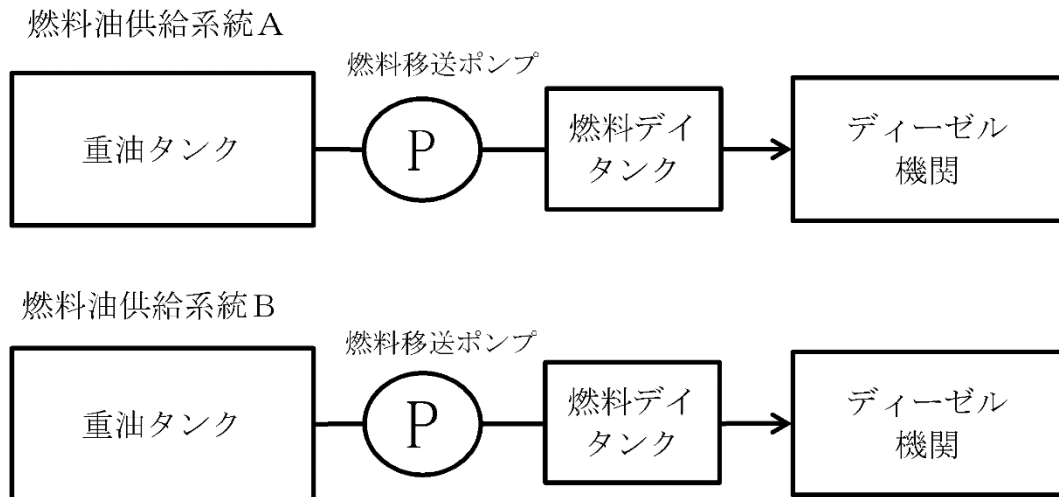 燃料油供給系統A
燃料移送ポンプ
重油タンク
P
燃料デイ
タンク
ディーゼル
機関
燃料油供給系統B
燃料移送ポンプ
重油タンク
P
燃料デイ
タンク
ディーゼル
機関